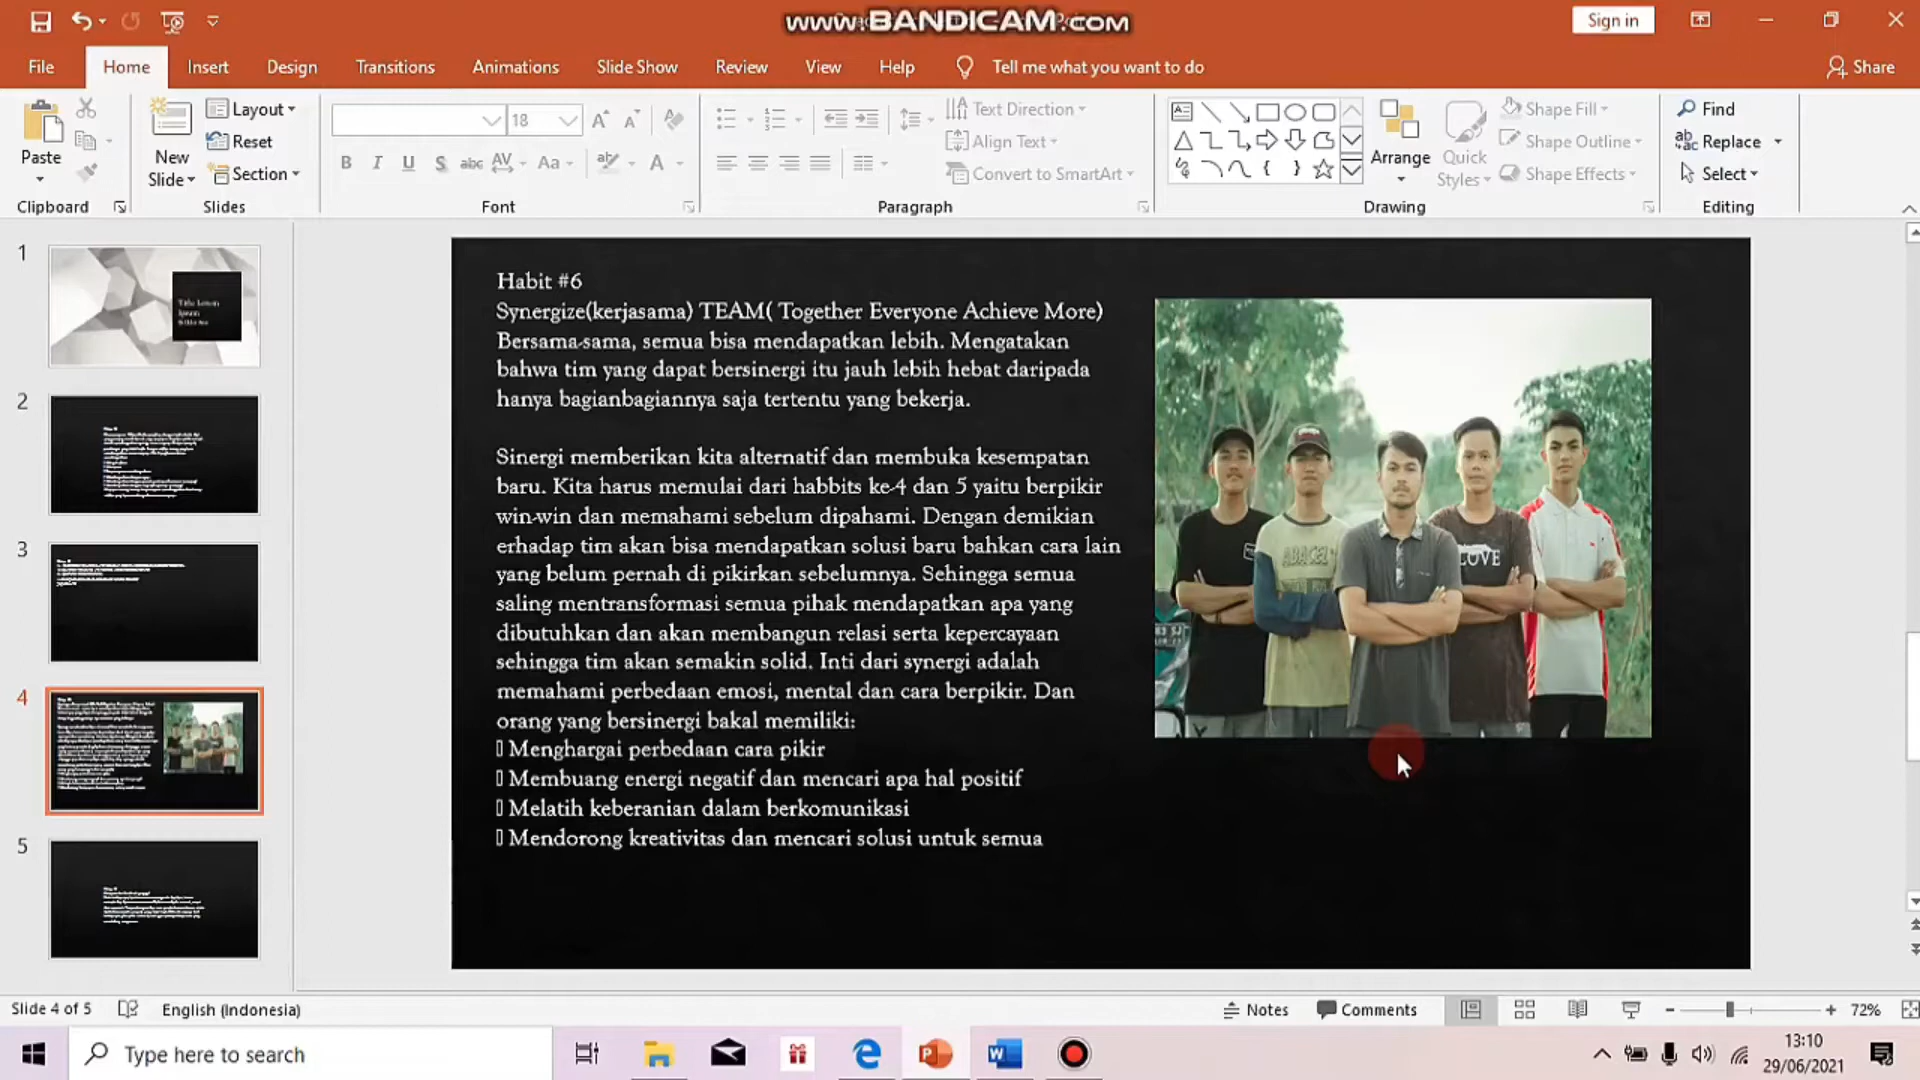 www.BANDICAM.com
Sign in
File Home Insert Design Transitions Animations Slide Show Review View Help Tell me what you want to do Share
Paste
New Slide
Layout
Reset
Section
18
B I U S abc AV Aa A
Text Direction
Align Text
Convert to SmartArt
Arrange
Quick Styles
Shape Fill
Shape Outline
Shape Effects
Find
Replace
Select
Clipboard Slides Font Paragraph Drawing Editing
1
2
3
4
5
Habit #6
Synergize(kerjasama) TEAM( Together Everyone Achieve More)
Bersama-sama, semua bisa mendapatkan lebih. Mengatakan
bahwa tim yang dapat bersinergi itu jauh lebih hebat daripada
hanya bagianbagiannya saja tertentu yang bekerja.
Sinergi memberikan kita alternatif dan membuka kesempatan
baru. Kita harus memulai dari habbits ke-4 dan 5 yaitu berpikir
win-win dan memahami sebelum dipahami. Dengan demikian
erhadap tim akan bisa mendapatkan solusi baru bahkan cara lain
yang belum pernah di pikirkan sebelumnya. Sehingga semua
saling mentransformasi semua pihak mendapatkan apa yang
dibutuhkan dan akan membangun relasi serta kepercayaan
sehingga tim akan semakin solid. Inti dari synergi adalah
memahami perbedaan emosi, mental dan cara berpikir. Dan
orang yang bersinergi bakal memiliki:
Menghargai perbedaan cara pikir
Membuang energi negatif dan mencari apa hal positif
Melatih keberanian dalam berkomunikasi
Mendorong kreativitas dan mencari solusi untuk semua
LOVE
Slide 4 of 5 English (Indonesia) Notes Comments 72%
Type here to search
13:10
29/06/2021